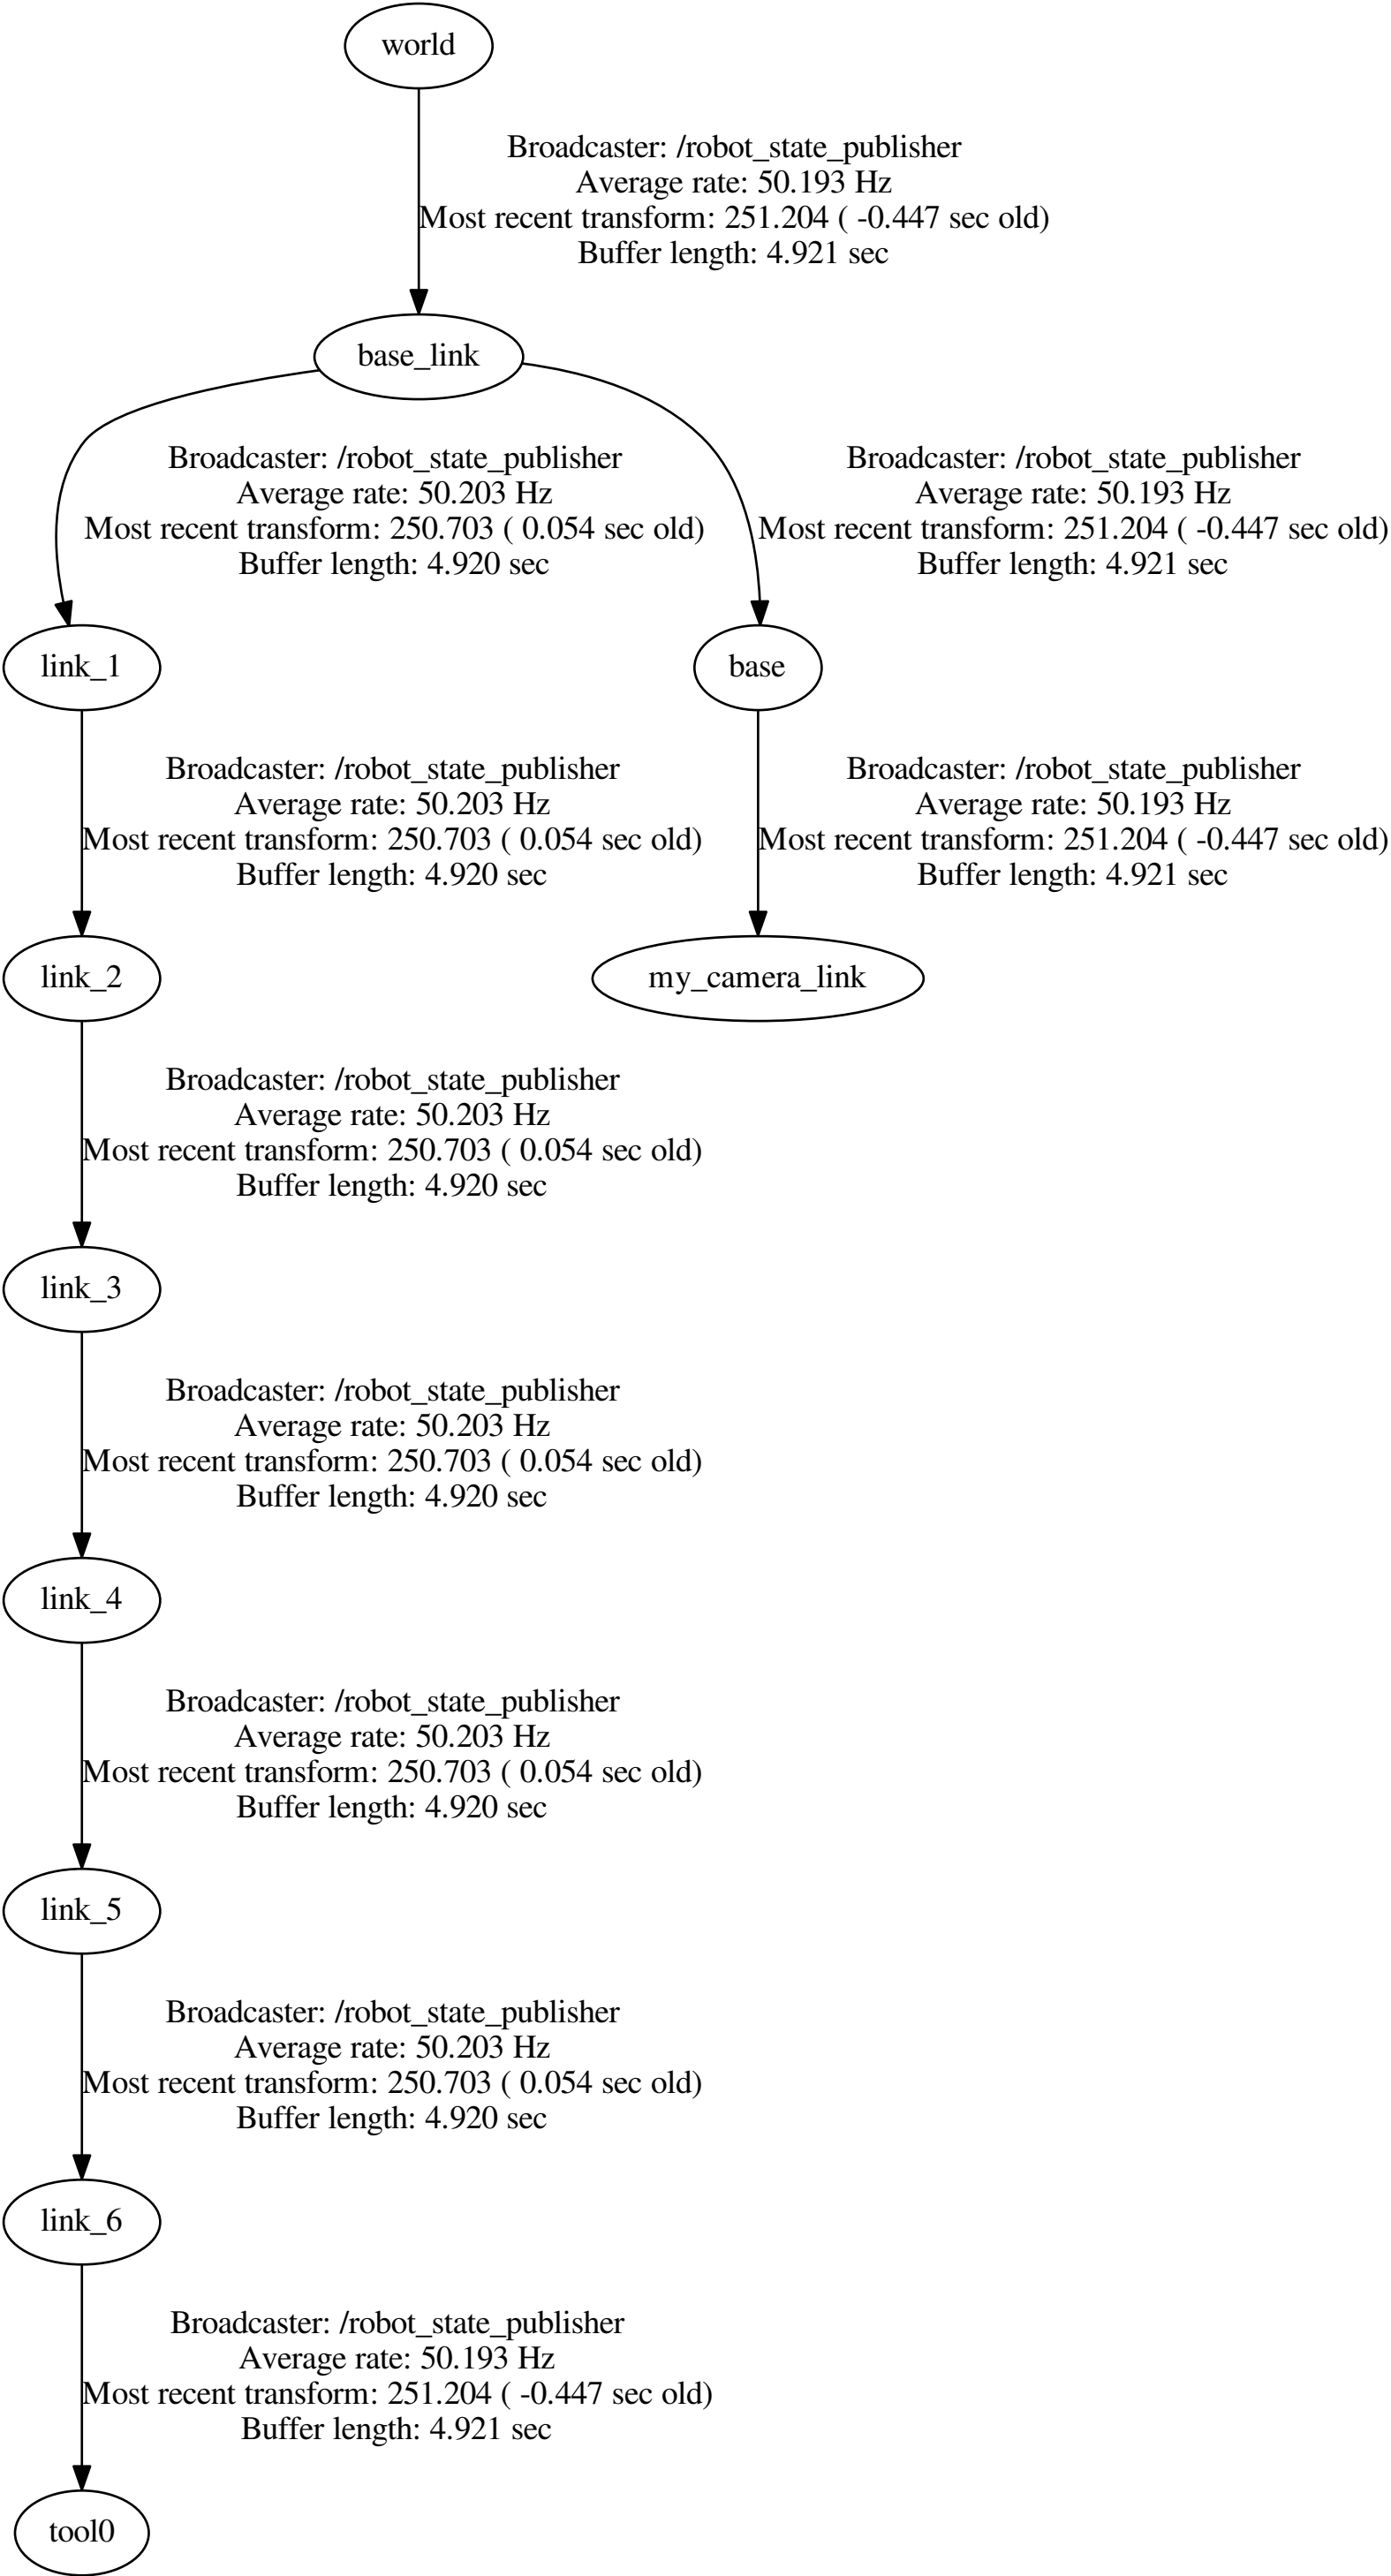 world
Broadcaster: /robot_state_publisher
Average rate: 50.193 Hz
Most recent transform: 251.204 ( -0.447 sec old)
Buffer length: 4.921 sec
base_link
Broadcaster: /robot_state_publisher
Average rate: 50.203 Hz
Most recent transform: 250.703 ( 0.054 sec old)
Buffer length: 4.920 sec
Broadcaster: /robot_state_publisher
Average rate: 50.193 Hz
Most recent transform: 251.204 ( -0.447 sec old)
Buffer length: 4.921 sec
link_1
base
Broadcaster: /robot_state_publisher
Average rate: 50.203 Hz
Most recent transform: 250.703 ( 0.054 sec old)
Buffer length: 4.920 sec
Broadcaster: /robot_state_publisher
Average rate: 50.193 Hz
Most recent transform: 251.204 ( -0.447 sec old)
Buffer length: 4.921 sec
link_2
my_camera_link
Broadcaster: /robot_state_publisher
Average rate: 50.203 Hz
Most recent transform: 250.703 ( 0.054 sec old)
Buffer length: 4.920 sec
link_3
Broadcaster: /robot_state_publisher
Average rate: 50.203 Hz
Most recent transform: 250.703 ( 0.054 sec old)
Buffer length: 4.920 sec
link_4
Broadcaster: /robot_state_publisher
Average rate: 50.203 Hz
Most recent transform: 250.703 ( 0.054 sec old)
Buffer length: 4.920 sec
link_5
Broadcaster: /robot_state_publisher
Average rate: 50.203 Hz
Most recent transform: 250.703 ( 0.054 sec old)
Buffer length: 4.920 sec
link_6
Broadcaster: /robot_state_publisher
Average rate: 50.193 Hz
Most recent transform: 251.204 ( -0.447 sec old)
Buffer length: 4.921 sec
tool0